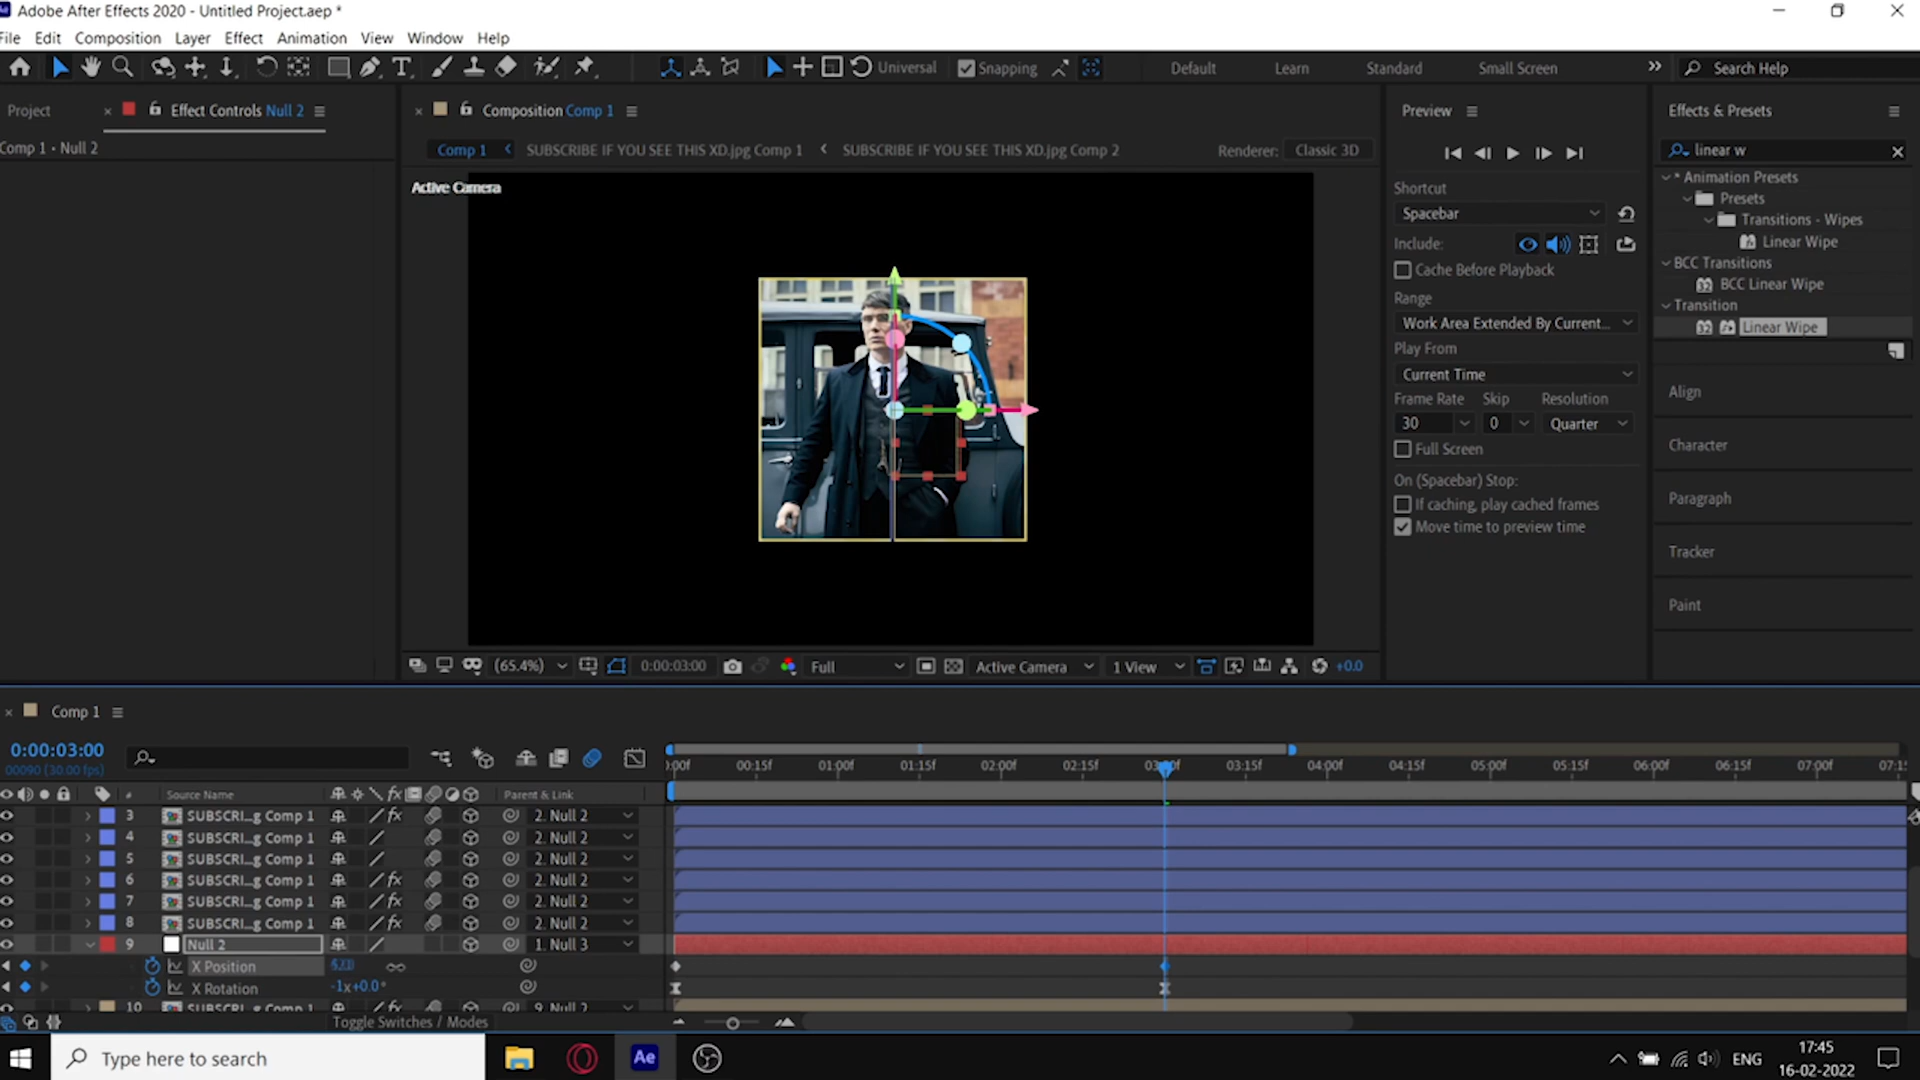 Adobe After Effects 2020 - Untitled Project.aep *
File Edit Composition Layer Effect Animation View Window Help
Universal Snapping Default Learn Standard Small Screen Search Help
Project Effect Controls Null 2
Comp 1 • Null 2
Composition Comp 1
Comp 1 SUBSCRIBE IF YOU SEE THIS XD.jpg Comp 1 SUBSCRIBE IF YOU SEE THIS XD.jpg Comp 2 Renderer: Classic 3D
Active Camera
Preview
Shortcut
Spacebar
Include:
Cache Before Playback
Range
Work Area Extended By Current...
Play From
Current Time
Frame Rate Skip Resolution
30 0 Quarter
Full Screen
On (Spacebar) Stop:
If caching, play cached frames
Move time to preview time
Effects & Presets
linear w
* Animation Presets
Presets
Transitions - Wipes
Linear Wipe
BCC Transitions
32 BCC Linear Wipe
Transition
32 Linear Wipe
Align
Character
Paragraph
Tracker
Paint
(65.4%) 0:00:03:00 Full Active Camera 1 View +0.0
Comp 1
0:00:03:00
00090 (30.00 fps)
):00f 00:15f 01:00f 01:15f 02:00f 02:15f 03:00f 03:15f 04:00f 04:15f 05:00f 05:15f 06:00f 06:15f 07:00f 07:1
# Source Name fx Parent & Link
3 SUBSCRI...g Comp 1 fx 2. Null 2
4 SUBSCRI...g Comp 1 2. Null 2
5 SUBSCRI...g Comp 1 2. Null 2
6 SUBSCRI...g Comp 1 fx 2. Null 2
7 SUBSCRI...g Comp 1 fx 2. Null 2
8 SUBSCRI...g Comp 1 fx 2. Null 2
9 Null 2 1. Null 3
X Position
X Rotation -1x+0.0°
10 SUBSCRI...g Comp 1 9. Null 2
Toggle Switches / Modes
Type here to search
Ae
ENG
17:45
16-02-2022